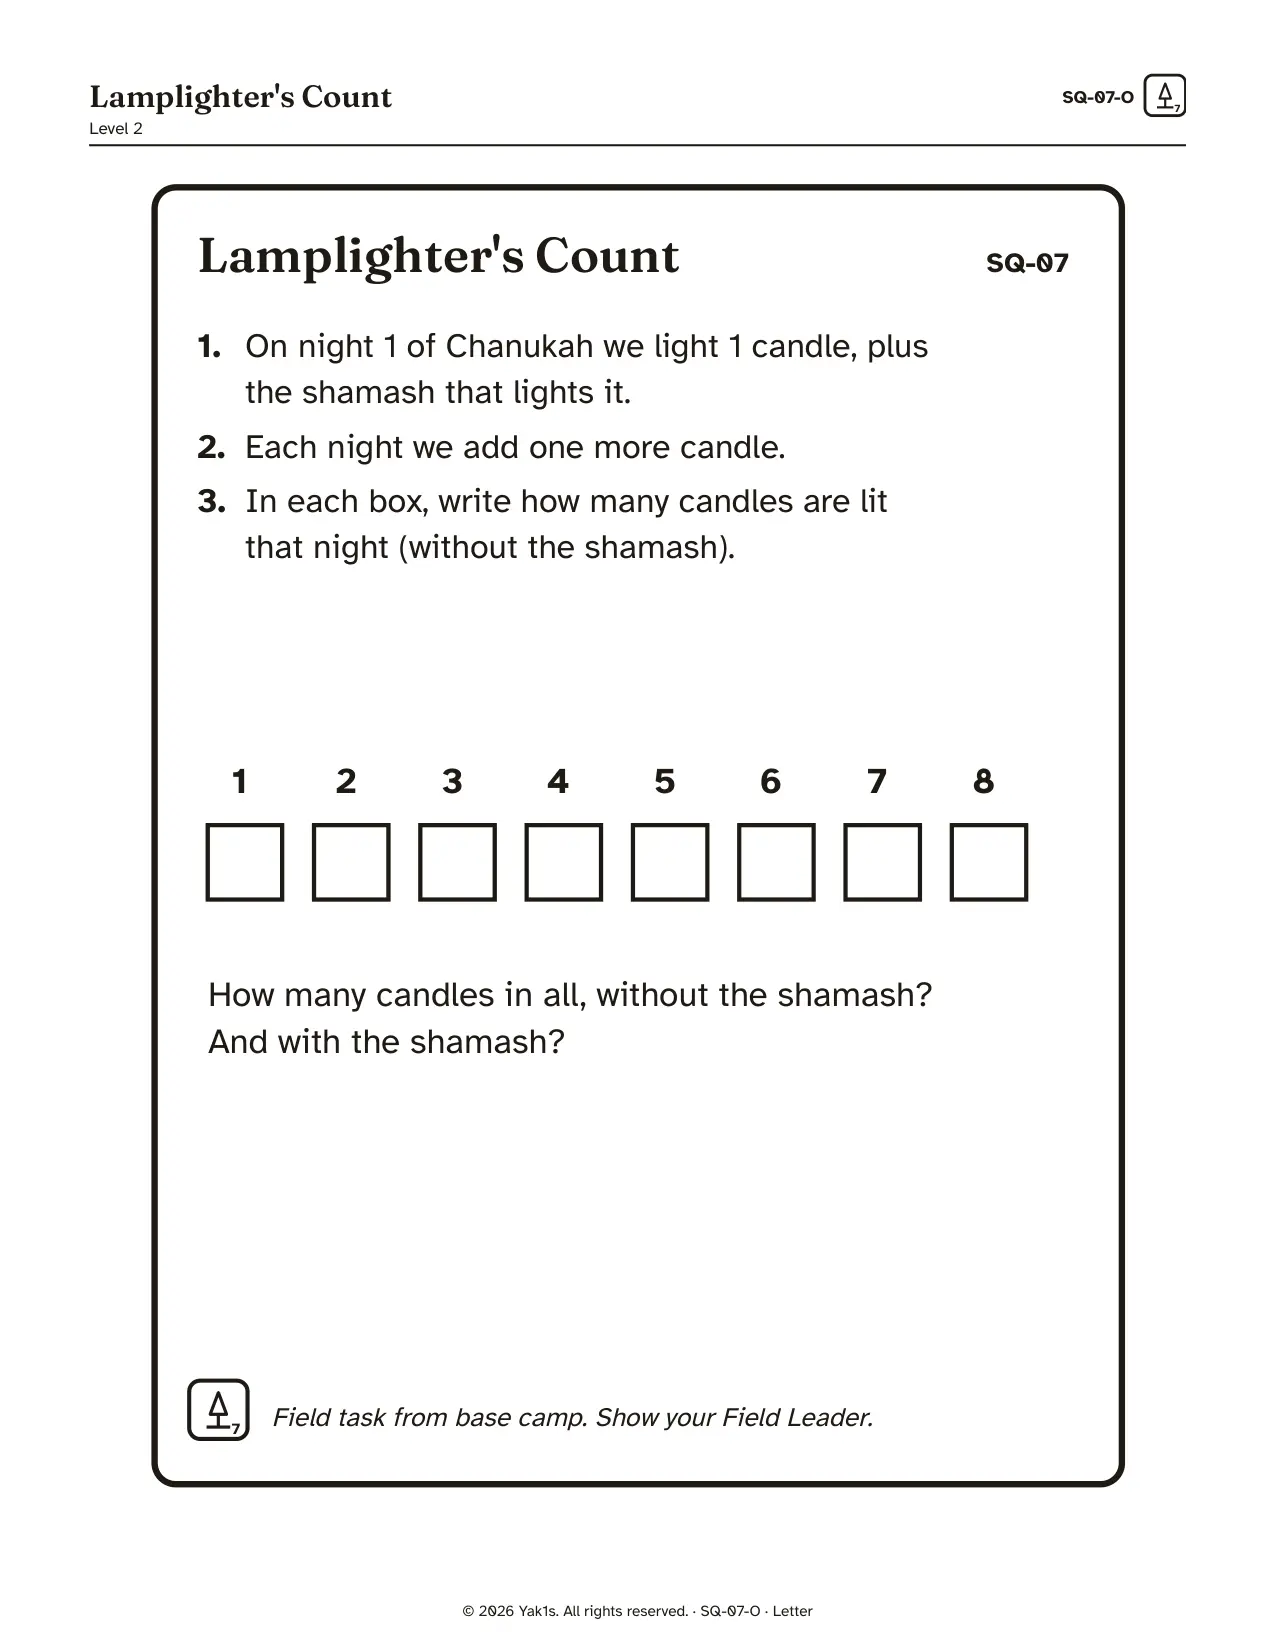 Lamplighter's Count
SQ-07-O
7
Level 2
Lamplighter's Count
SQ-07
1. On night 1 of Chanukah we light 1 candle, plus
the shamash that lights it.
2. Each night we add one more candle.
3. In each box, write how many candles are lit
that night (without the shamash).
1 2 3 4 5 6 7 8
How many candles in all, without the shamash?
And with the shamash?
7
Field task from base camp. Show your Field Leader.
© 2026 Yak1s. All rights reserved. · SQ-07-O · Letter